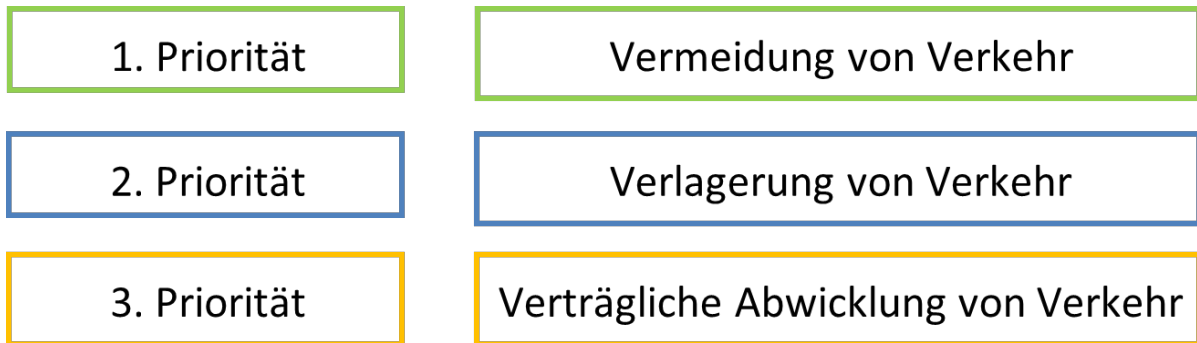 1. Priorität
Vermeidung von Verkehr
2. Priorität
Verlagerung von Verkehr
3. Priorität
Verträgliche Abwicklung von Verkehr